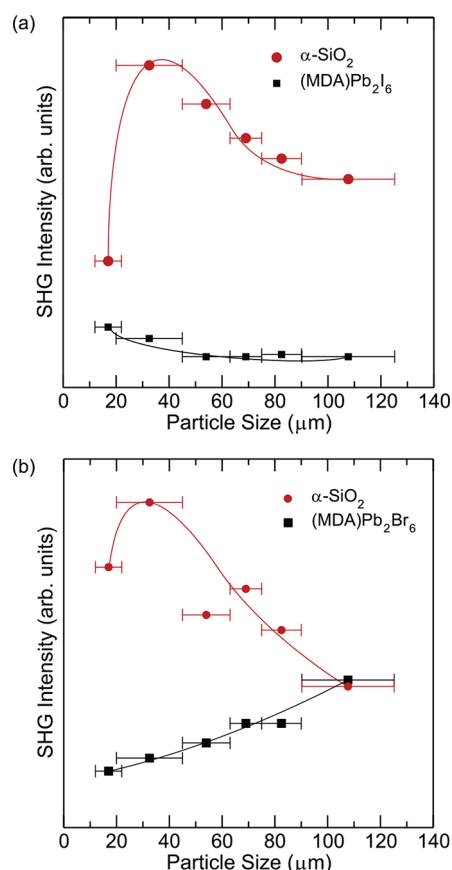 (a)
α-SiO2
(MDA)Pb2I6
SHG Intensity (arb. units)
0 20 40 60 80 100 120 140
Particle Size (μm)
(b)
α-SiO2
(MDA)Pb2Br6
SHG Intensity (arb. units)
0 20 40 60 80 100 120 140
Particle Size (μm)